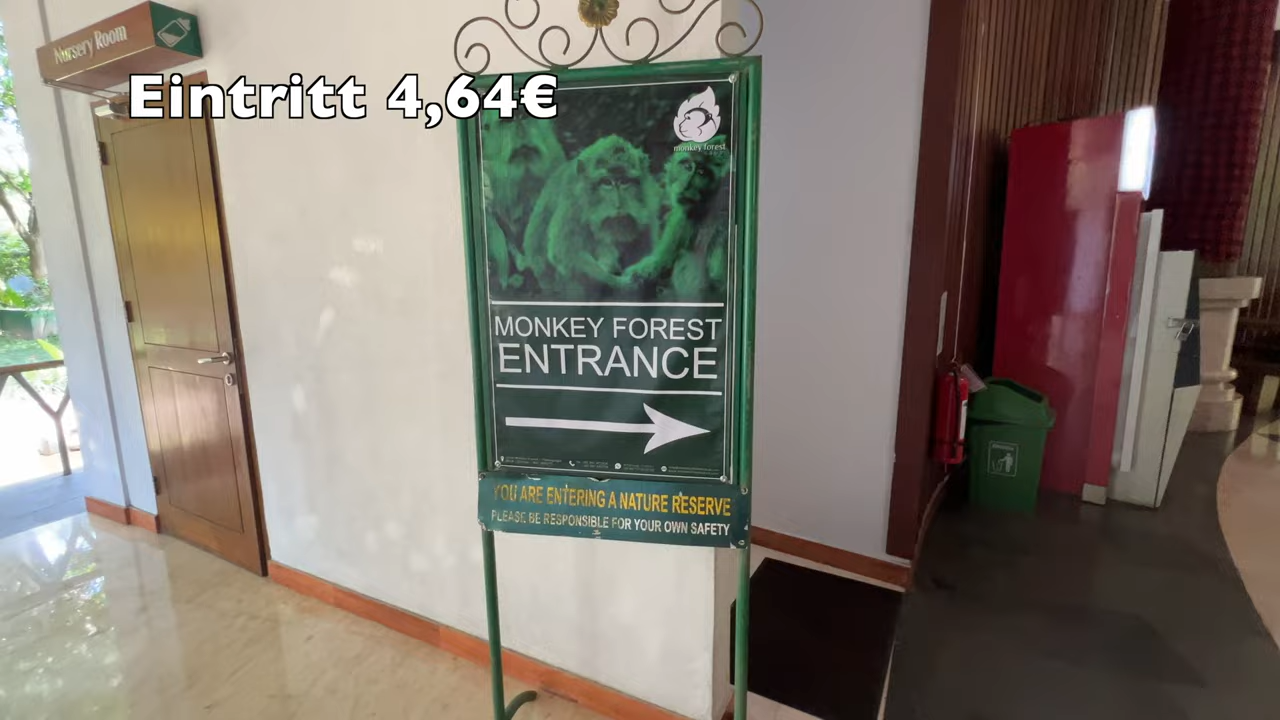 Nursery Room
Eintritt 4,64€
monkey forest
MONKEY FOREST
ENTRANCE
YOU ARE ENTERING A NATURE RESERVE
PLEASE BE RESPONSIBLE FOR YOUR OWN SAFETY